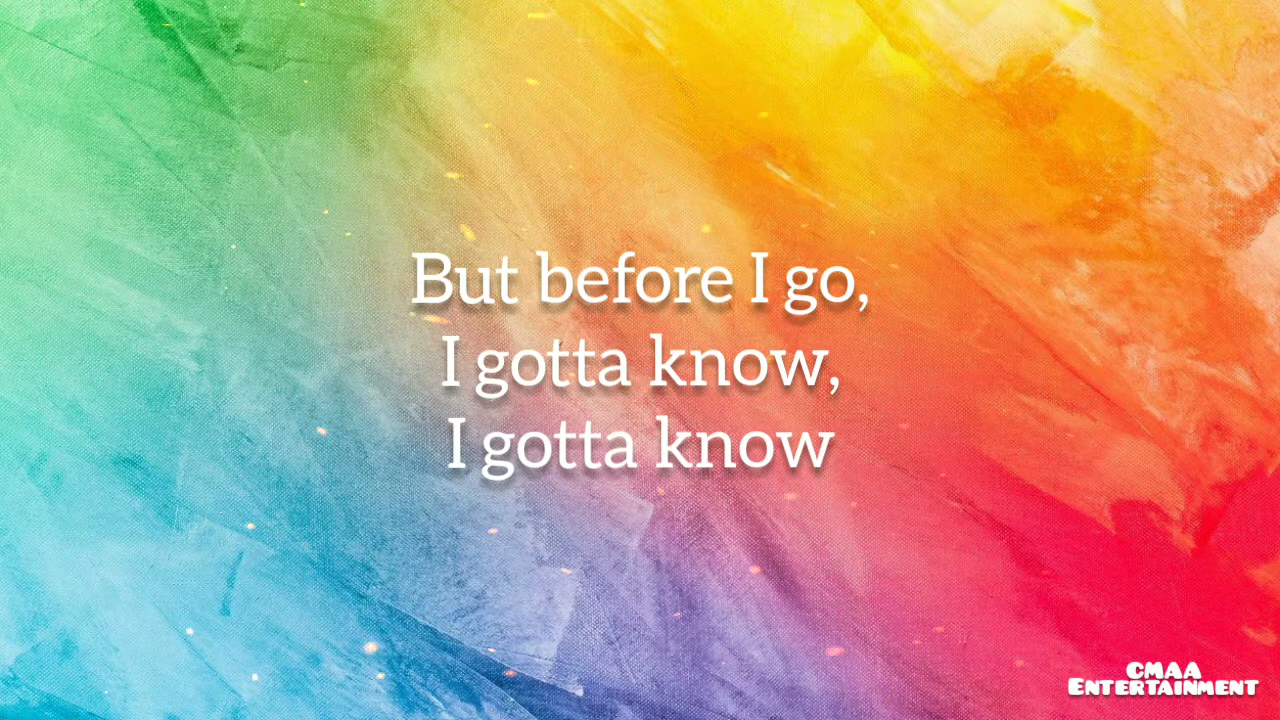 But before I go,
I gotta know,
I gotta know
CMAA
ENTERTAINMENT